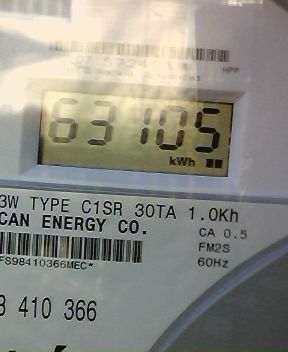 63105
kWh
3W TYPE C1SR 30TA 1.0Kh
CAN ENERGY CO.
CA 0.5
FM2S
60Hz
FS98410366MEC*
8 410 366